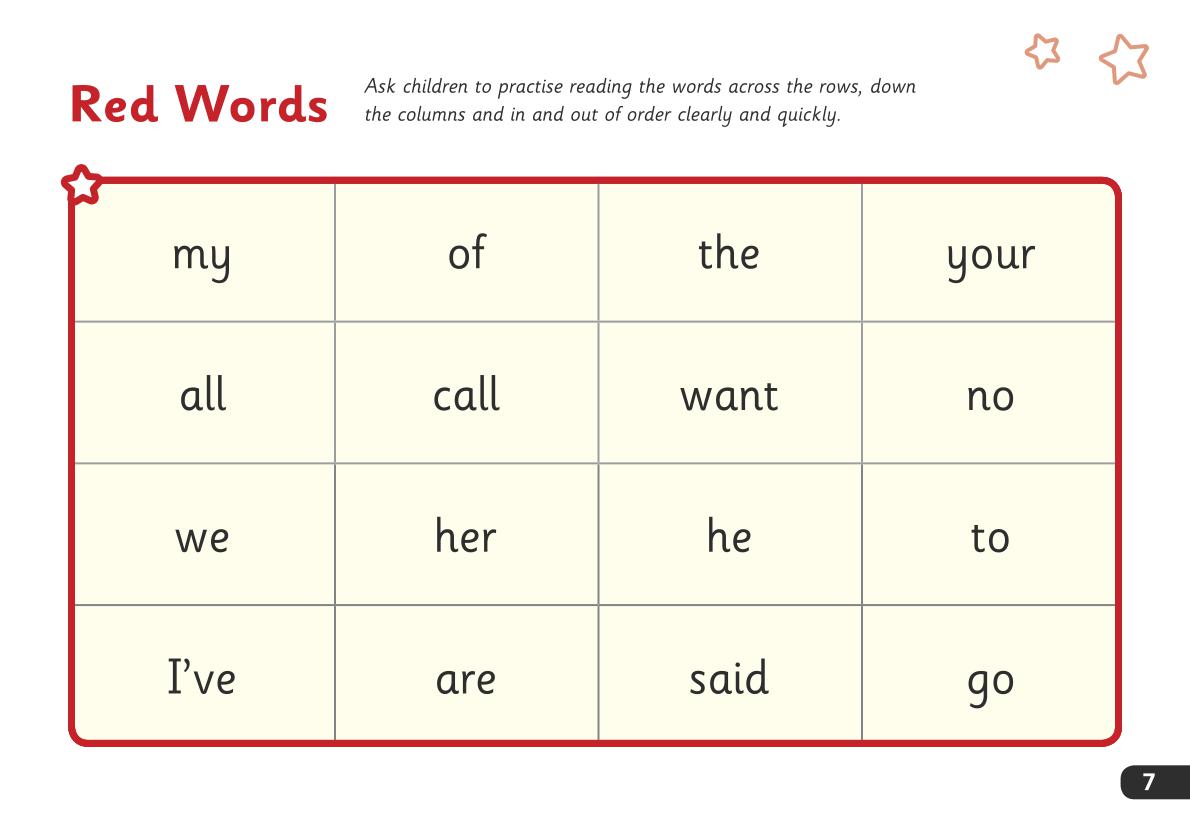 Red Words
Ask children to practise reading the words across the rows, down
the columns and in and out of order clearly and quickly.
my of the your
all call want no
we her he to
I’ve are said go
7